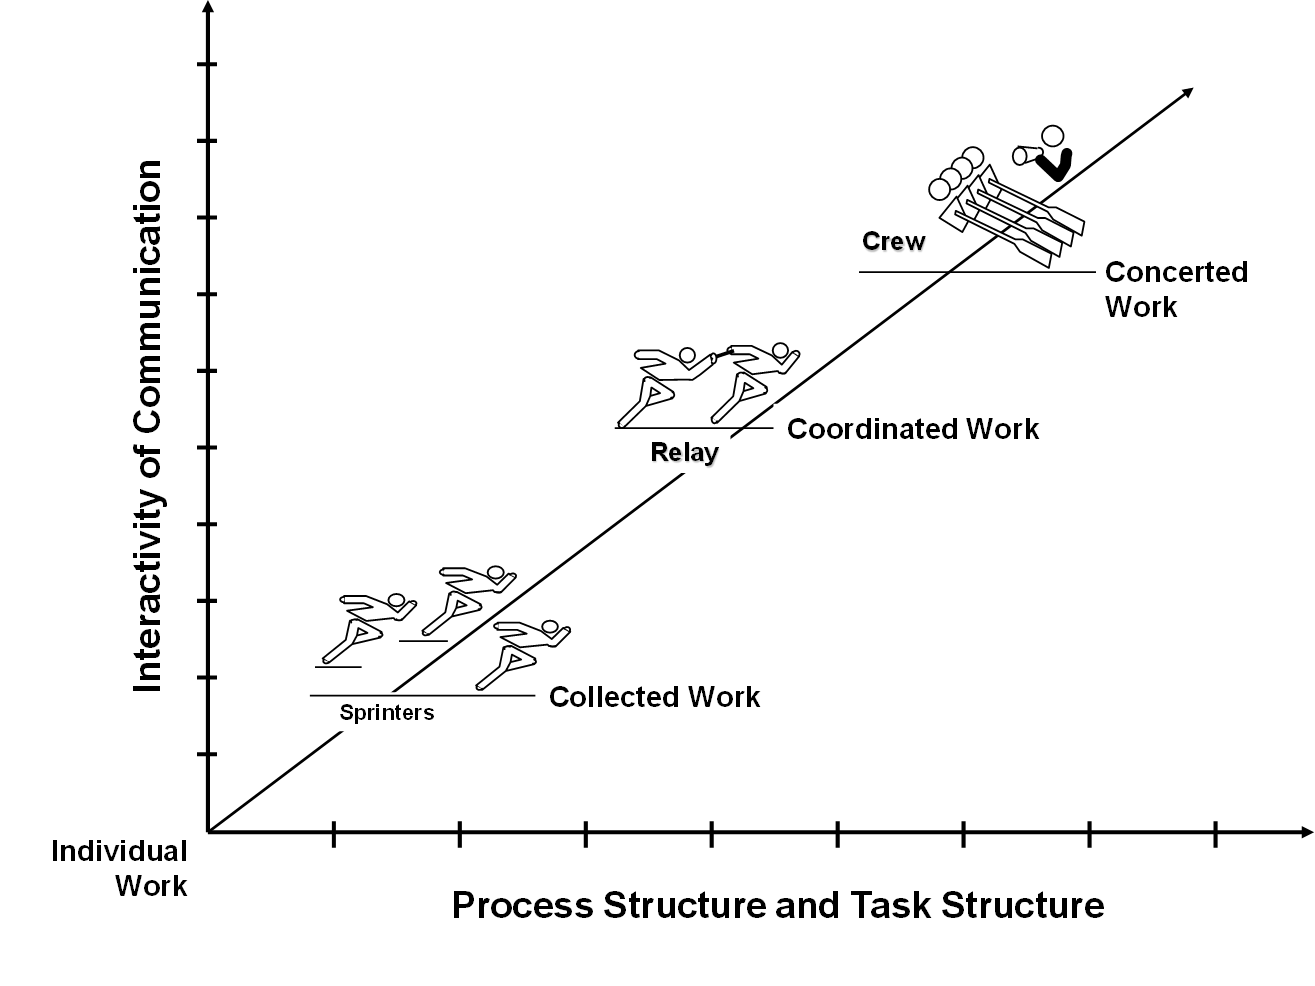 Interactivity of Communication
Crew
Concerted
Work
Coordinated Work
Relay
Collected Work
Sprinters
Individual
Work
Process Structure and Task Structure